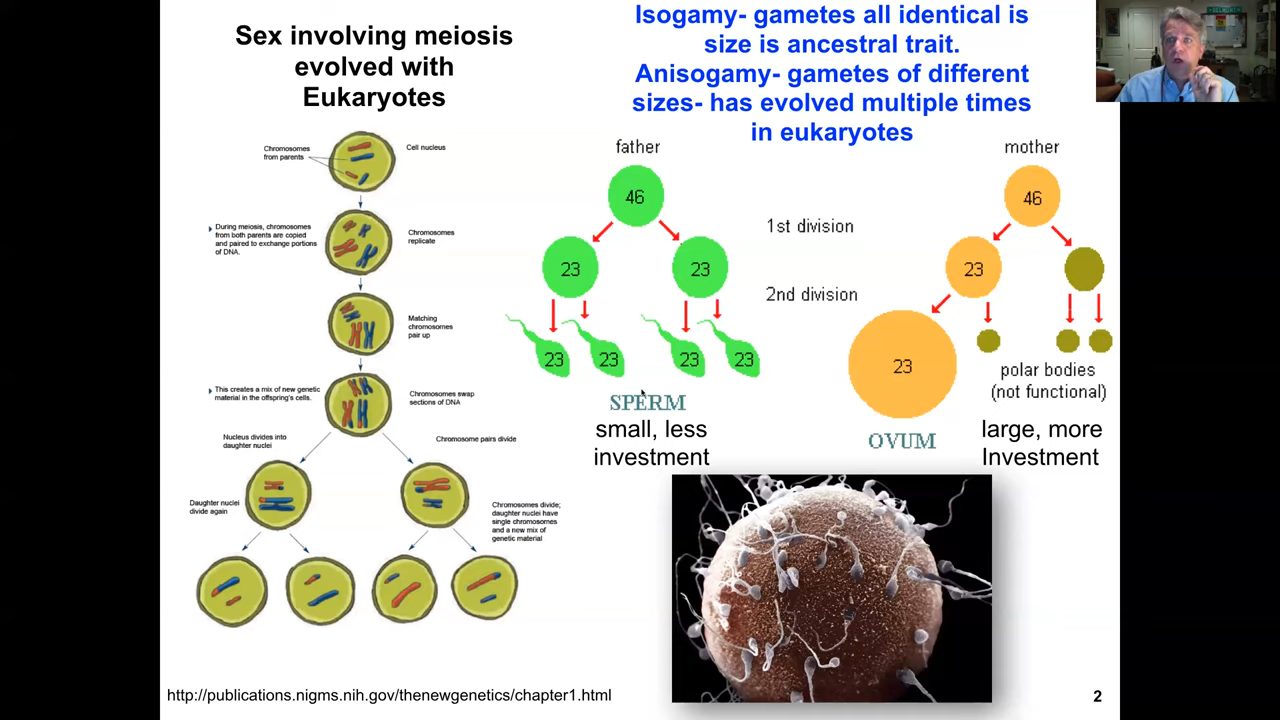 Sex involving meiosis
evolved with
Eukaryotes
Isogamy- gametes all identical is
size is ancestral trait.
Anisogamy- gametes of different
sizes- has evolved multiple times
in eukaryotes
Chromosomes
from parents
Cell nucleus
During meiosis, chromosomes
from both parents are copied
and paired to exchange portions
of DNA.
Chromosomes
replicate
Matching
chromosomes
pair up
This creates a mix of new genetic
material in the offspring's cells.
Chromosomes swap
sections of DNA
Nucleus divides into
daughter nuclei
Chromosome pairs divide
Daughter nuclei
divide again
Chromosomes divide;
daughter nuclei have
single chromosomes
and a new mix of
genetic material
father
46
23
23
23
23
23
23
SPERM
small, less
investment
1st division
2nd division
mother
46
23
23
polar bodies
(not functional)
OVUM
large, more
Investment
http://publications.nigms.nih.gov/thenewgenetics/chapter1.html
2